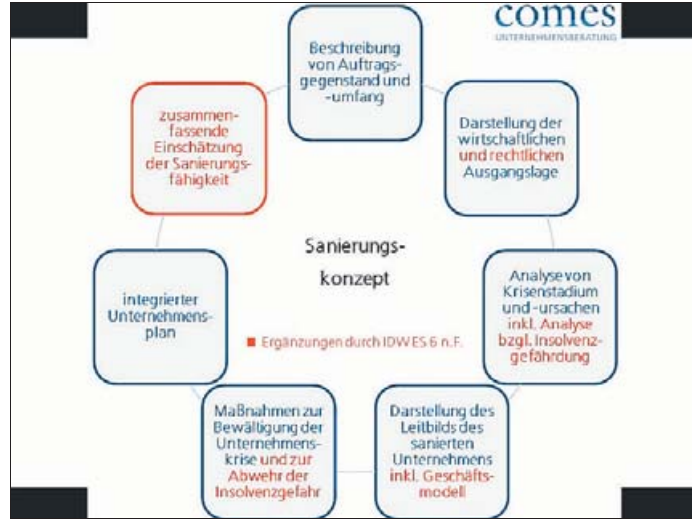 comes
UNTERNEHMENSBERATUNG
Beschreibung
von Auftrags-
gegenstand und
-umfang
Darstellung der
wirtschaftlichen
und rechtlichen
Ausgangslage
Analyse von
Krisenstadium
und -ursachen
inkl. Analyse
bzgl. Insolvenz-
gefährdung
Darstellung des
Leitbilds des
sanierten
Unternehmens
inkl. Geschäfts-
modell
Maßnahmen zur
Bewältigung der
Unternehmens-
krise und zur
Abwehr der
Insolvenzgefahr
integrierter
Unternehmens-
plan
zusammen-
fassende
Einschätzung
der Sanierungs-
fähigkeit
Sanierungs-
konzept
Ergänzungen durch IDW ES 6 n.F.